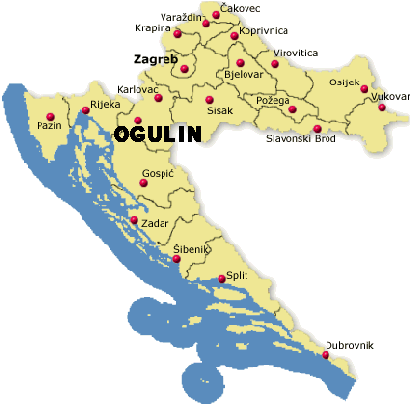 Čakovec
Varaždin
Krapina
Koprivnica
Zagreb
Virovitica
Bjelovar
Osijek
Karlovac
Vukovar
Rijeka
Sisak
Požega
Pazin
OGULIN
Slavonski Brod
Gospić
Zadar
Šibenik
Split
Dubrovnik